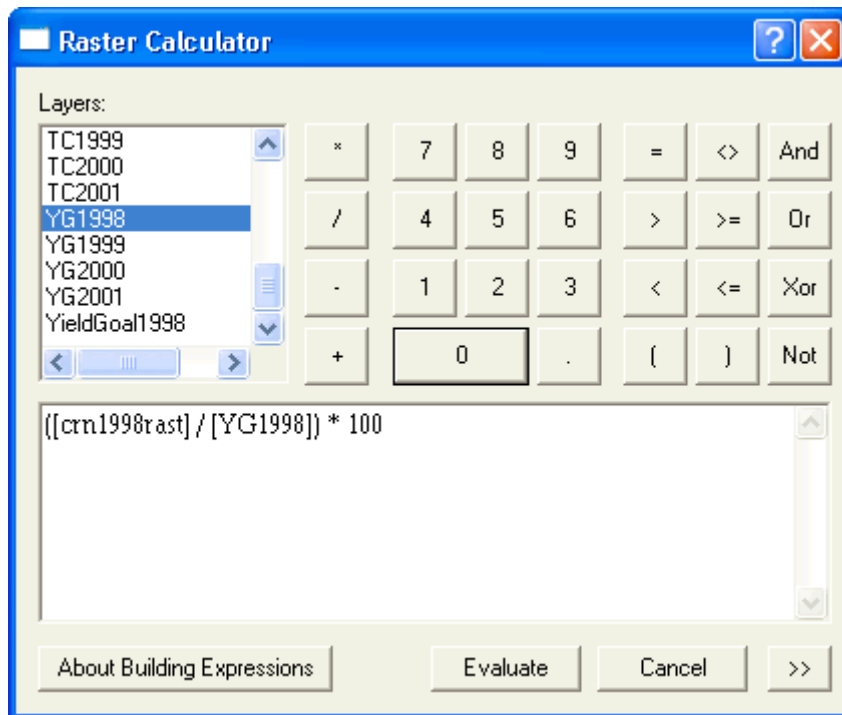 Raster Calculator
?
Layers:
TC1999
TC2000
TC2001
YG1998
YG1999
YG2000
YG2001
YieldGoal1998
* 7 8 9 = <> And
/ 4 5 6 > >= Or
- 1 2 3 < <= Xor
+ 0 . ( ) Not
([crn1998rast] / [YG1998]) * 100
About Building Expressions Evaluate Cancel >>